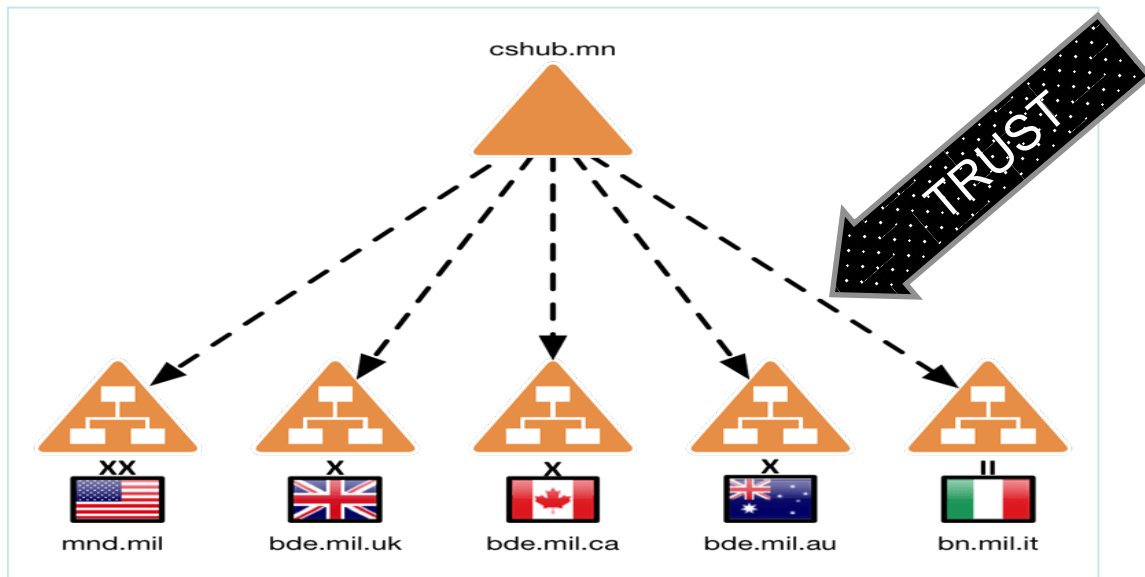 cshub.mn
TRUST
XX
X
X
X
II
mnd.mil
bde.mil.uk
bde.mil.ca
bde.mil.au
bn.mil.it